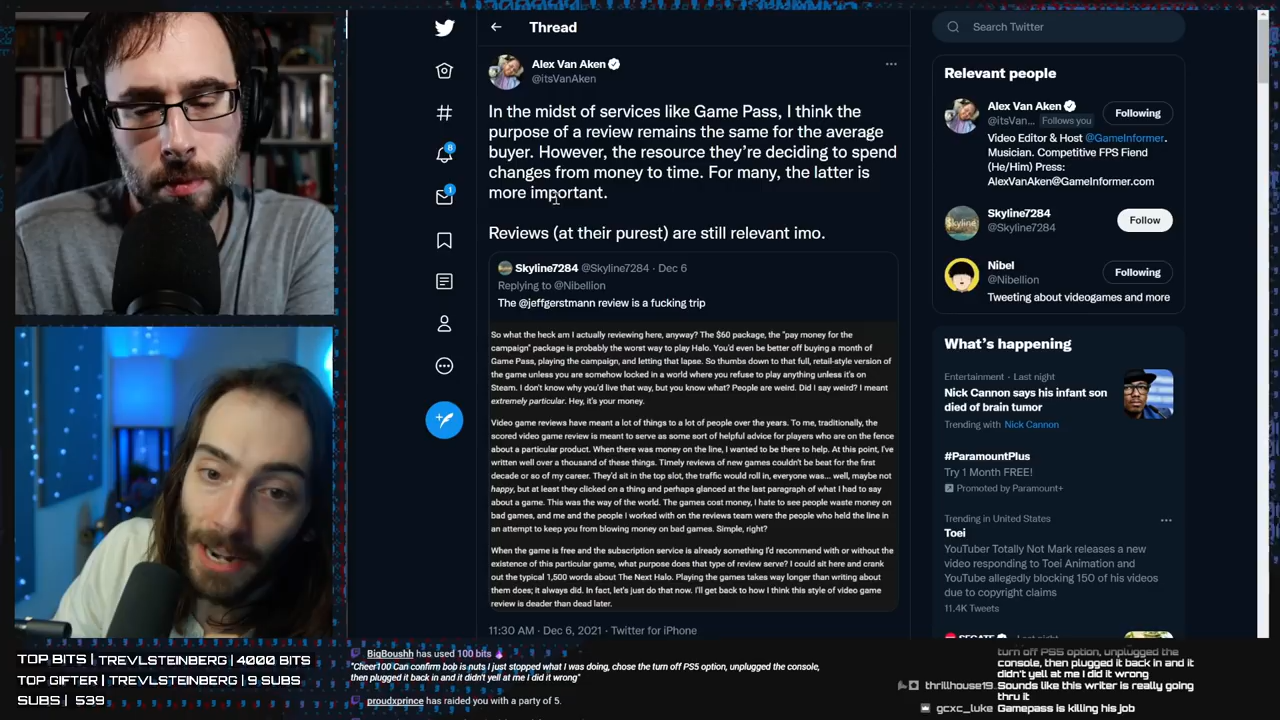 Thread
Alex Van Aken
@itsVanAken
In the midst of services like Game Pass, I think the
purpose of a review remains the same for the average
buyer. However, the resource they're deciding to spend
changes from money to time. For many, the latter is
more important.
Reviews (at their purest) are still relevant imo.
Skyline7284 @Skyline7284 · Dec 6
Replying to @Nibellion
The @jeffgerstmann review is a fucking trip
So what the heck am I actually reviewing here, anyway? The $60 package, the "pay money for the
campaign" package is probably the worst way to play Halo. You'd even be better off buying a month of
Game Pass, playing the campaign, and letting that lapse. So thumbs down to that full, retail-style version of
the game unless you are somehow locked in a world where you refuse to play anything unless it's on
Steam. I don't know why you'd live that way, but you know what? People are weird. Did I say weird? I meant
extremely particular. Hey, it's your money.
Video game reviews have meant a lot of things to a lot of people over the years. To me, traditionally, the
scored video game review is meant to serve as some sort of helpful advice for players who are on the fence
about a particular product. When there was money on the line, I wanted to be there to help. At this point, I've
written well over a thousand of these things. Timely reviews of new games couldn't be beat for the first
decade or so of my career. They'd sit in the top slot, the traffic would roll in, everyone was... well, maybe not
happy, but at least they clicked on a thing and perhaps glanced at the last paragraph of what I had to say
about a game. This was the way of the world. The games cost money, I hate to see people waste money on
bad games, and me and the people I worked with on the reviews team were the people who held the line in
an attempt to keep you from blowing money on bad games. Simple, right?
When the game is free and the subscription service is already something I'd recommend with or without the
existence of this particular game, what purpose does that type of review serve? I could sit here and crank
out the typical 1,500 words about The Next Halo. Playing the games takes way longer than writing about
them does; it always did. In fact, let's just do that now. I'll get back to how I think this style of video game
review is deader than dead later.
11:30 AM · Dec 6, 2021 · Twitter for iPhone
8
1
Search Twitter
Relevant people
Alex Van Aken
@itsVan... Follows you
Following
Video Editor & Host @GameInformer.
Musician. Competitive FPS Fiend
(He/Him) Press:
AlexVanAken@GameInformer.com
Skyline7284
@Skyline7284
Follow
Nibel
@Nibellion
Following
Tweeting about videogames and more
What's happening
Entertainment · Last night
Nick Cannon says his infant son
died of brain tumor
Trending with Nick Cannon
#ParamountPlus
Try 1 Month FREE!
Promoted by Paramount+
Trending in United States
Toei
YouTuber Totally Not Mark releases a new
video responding to Toei Animation and
YouTube allegedly blocking 150 of his videos
due to copyright claims
11.4K Tweets
TOP BITS | TREVLSTEINBERG | 4000 BITS
TOP GIFTER | TREVLSTEINBERG | 9 SUBS
SUBS | 539
BigBoushh has used 100 bits
"Cheer100 Can confirm bob is nuts I just stopped what I was doing, chose the turn off PS5 option, unplugged the console,
then plugged it back in and it didn't yell at me I did it wrong"
proudxprince has raided you with a party of 5.
turn off PS5 option, unplugged the
console, then plugged it back in and it
didn't yell at me I did it wrong
thrillhouse19 Sounds like this writer is really going
thru it
gcxc_luke Gamepass is killing his job